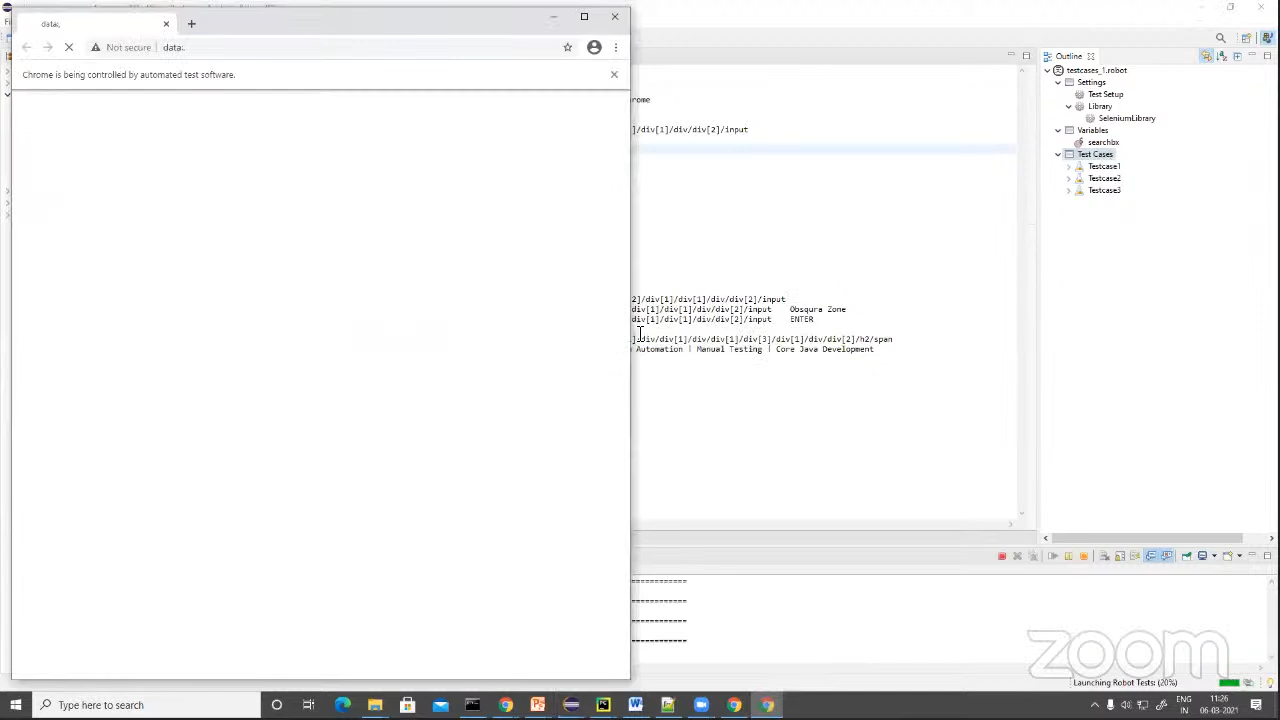 data:,
Not secure
data:,
Chrome is being controlled by automated test software.
rome
]/div[1]/div/div[2]/input
2]/div[1]/div[1]/div/div[2]/input
div[1]/div[1]/div/div[2]/input Obsqura Zone
div[1]/div[1]/div/div[2]/input ENTER
]/div/div/div[1]/div[3]/div[1]/div/div[2]/h2/span
Automation | Manual Testing | Core Java Development
Outline
testcases_1.robot
Settings
Test Setup
Library
SeleniumLibrary
Variables
searchbx
Test Cases
Testcase1
Testcase2
Testcase3
============
============
============
============
zoom
Launching Robot Tests: (20%)
Type here to search
ENG
IN
11:26
06-08-2021